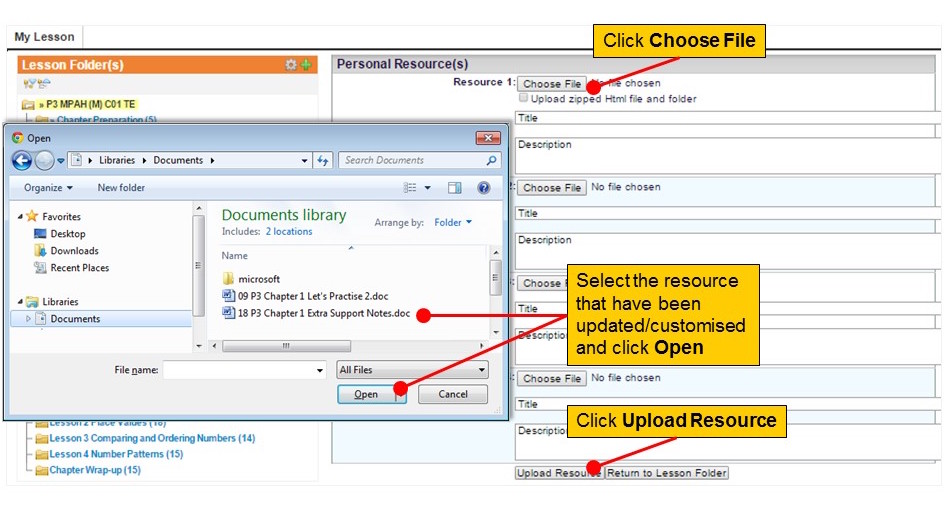 My Lesson
Click Choose File
Lesson Folder(s)
Personal Resource(s)
Resource 1: Choose File No file chosen
Upload zipped Html file and folder
» P3 MPAH (M) C01 TE
» Chapter Preparation (5)
Title
Description
Open
Libraries Documents
Search Documents
Organize New folder
Choose File No file chosen
Title
Description
Favorites
Desktop
Downloads
Recent Places
Libraries
Documents
Documents library
Includes: 2 locations
Arrange by: Folder
Name
microsoft
09 P3 Chapter 1 Let's Practise 2.doc
18 P3 Chapter 1 Extra Support Notes.doc
File name:
All Files
Open Cancel
Select the resource
that have been
updated/customised
and click Open
Choose
Title
Choose File No file chosen
Title
Click Upload Resource
Lesson 2 Place Values (18)
Lesson 3 Comparing and Ordering Numbers (14)
Lesson 4 Number Patterns (15)
Chapter Wrap-up (15)
Upload Resource Return to Lesson Folder